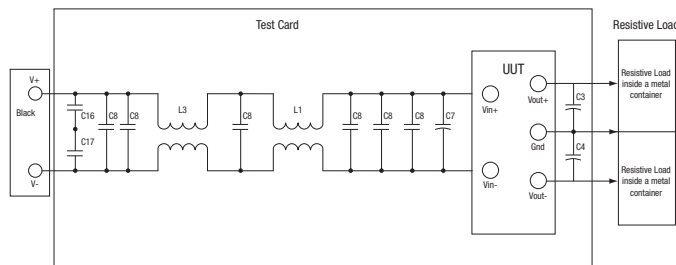 Test Card
Resistive Load
V+
Black
V-
C16
C17
C8
C8
L3
C8
L1
C8
C8
C8
C7
UUT
Vin+
Vin-
Vout+
Gnd
Vout-
C3
C4
Resistive Load
inside a metal
container
Resistive Load
inside a metal
container